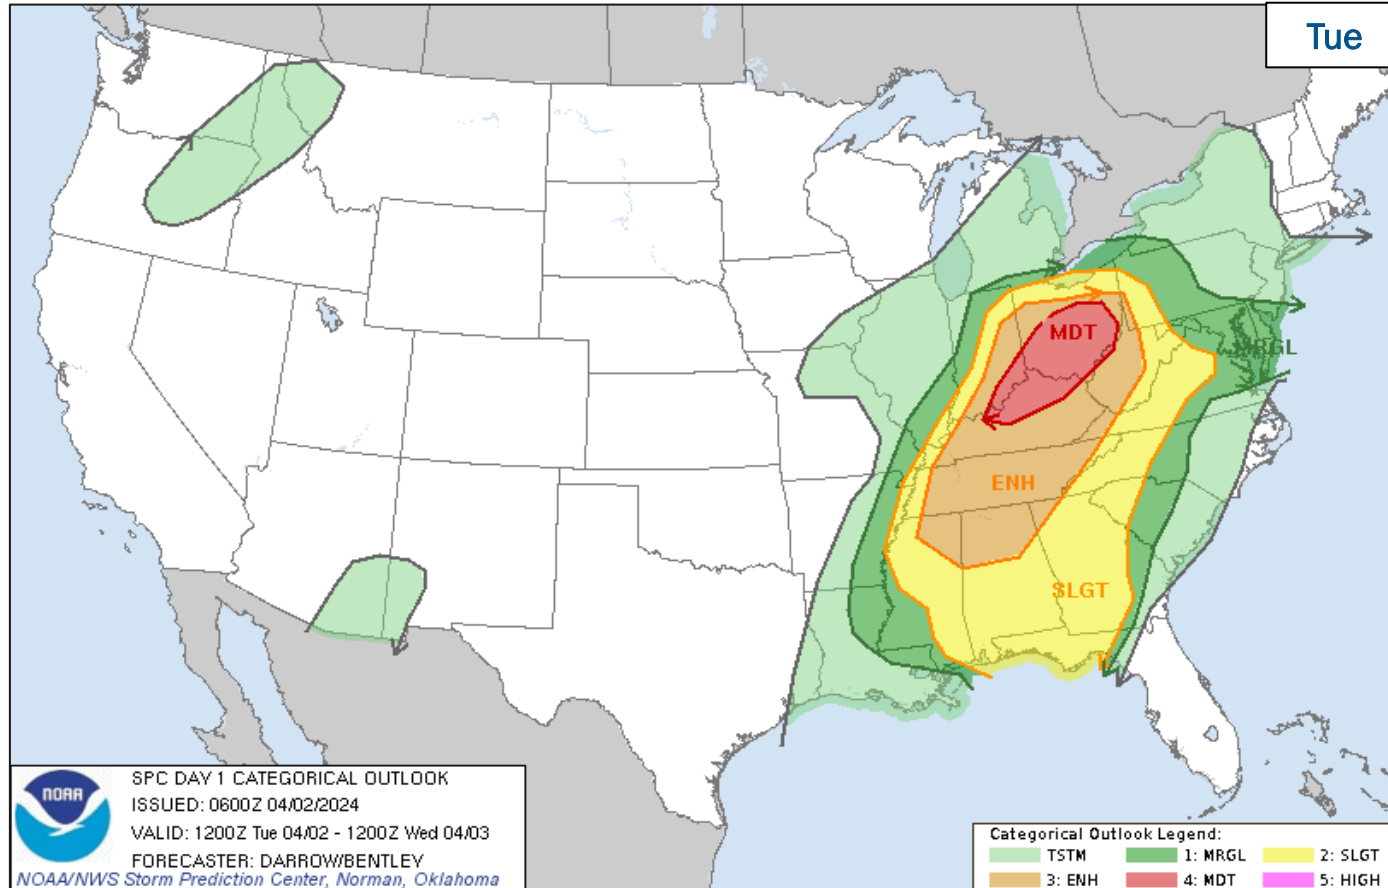 Tue
MDT
MRGL
ENH
SLGT
NOAA
SPC DAY 1 CATEGORICAL OUTLOOK
ISSUED: 0600Z 04/02/2024
VALID: 1200Z Tue 04/02 - 1200Z Wed 04/03
FORECASTER: DARROW/BENTLEY
NOAA/NWS Storm Prediction Center, Norman, Oklahoma
Categorical Outlook Legend:
TSTM 1: MRGL 2: SLGT
3: ENH 4: MDT 5: HIGH